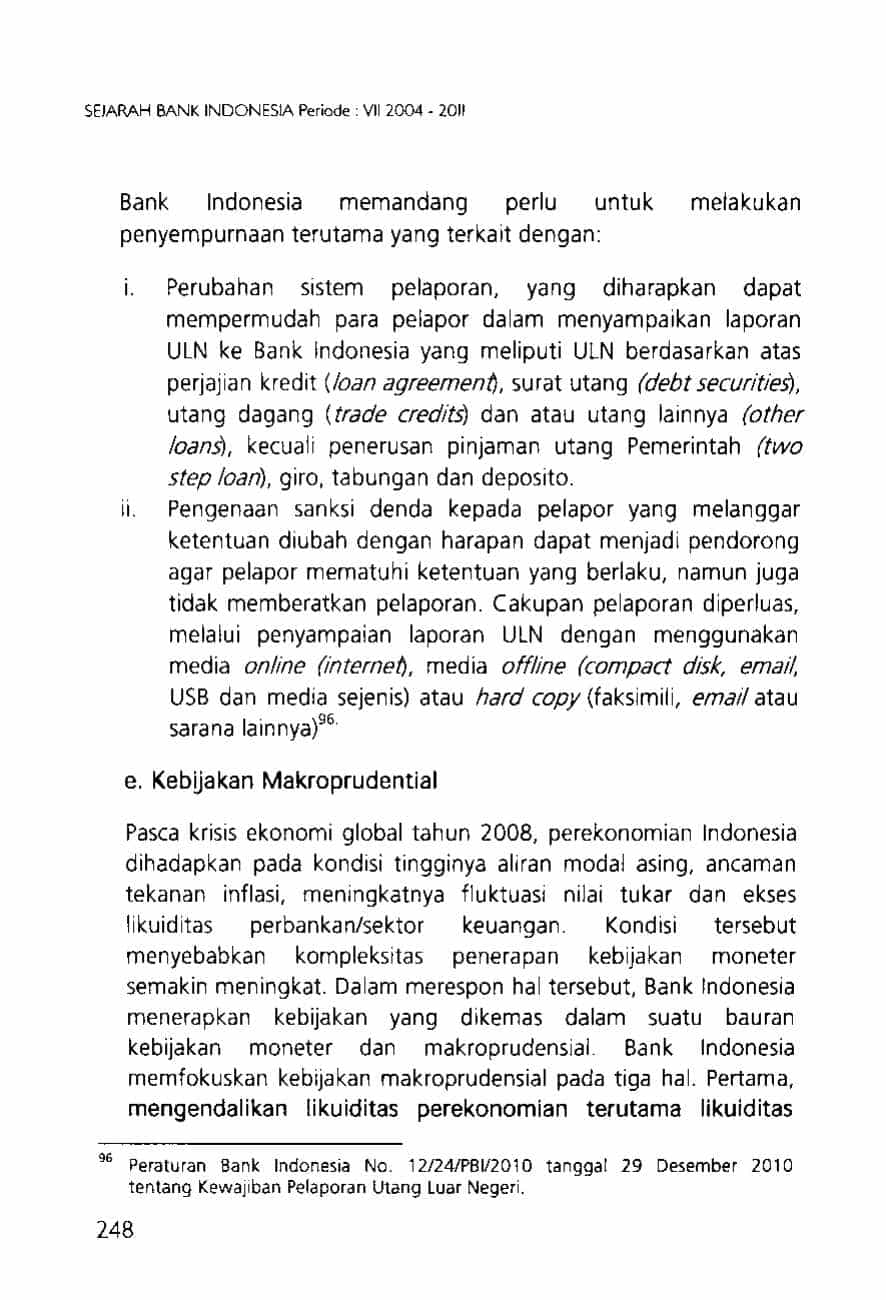 SEJARAH BANK INDONESIA Periode : VII 2004 - 2011
Bank Indonesia memandang perlu untuk melakukan
penyempurnaan terutama yang terkait dengan:
i. Perubahan sistem pelaporan, yang diharapkan dapat
mempermudah para pelapor dalam menyampaikan laporan
ULN ke Bank Indonesia yang meliputi ULN berdasarkan atas
perjajian kredit (loan agreement), surat utang (debt securities),
utang dagang (trade credits) dan atau utang lainnya (other
loans), kecuali penerusan pinjaman utang Pemerintah (two
step loan), giro, tabungan dan deposito.
ii. Pengenaan sanksi denda kepada pelapor yang melanggar
ketentuan diubah dengan harapan dapat menjadi pendorong
agar pelapor mematuhi ketentuan yang berlaku, namun juga
tidak memberatkan pelaporan. Cakupan pelaporan diperluas,
melalui penyampaian laporan ULN dengan menggunakan
media online (internet), media offline (compact disk, email,
USB dan media sejenis) atau hard copy (faksimili, email atau
sarana lainnya)96.
e. Kebijakan Makroprudential
Pasca krisis ekonomi global tahun 2008, perekonomian Indonesia
dihadapkan pada kondisi tingginya aliran modal asing, ancaman
tekanan inflasi, meningkatnya fluktuasi nilai tukar dan ekses
likuiditas perbankan/sektor keuangan. Kondisi tersebut
menyebabkan kompleksitas penerapan kebijakan moneter
semakin meningkat. Dalam merespon hal tersebut, Bank Indonesia
menerapkan kebijakan yang dikemas dalam suatu bauran
kebijakan moneter dan makroprudensial. Bank Indonesia
memfokuskan kebijakan makroprudensial pada tiga hal. Pertama,
mengendalikan likuiditas perekonomian terutama likuiditas
96 Peraturan Bank Indonesia No. 12/24/PBI/2010 tanggal 29 Desember 2010
tentang Kewajiban Pelaporan Utang Luar Negeri.
248